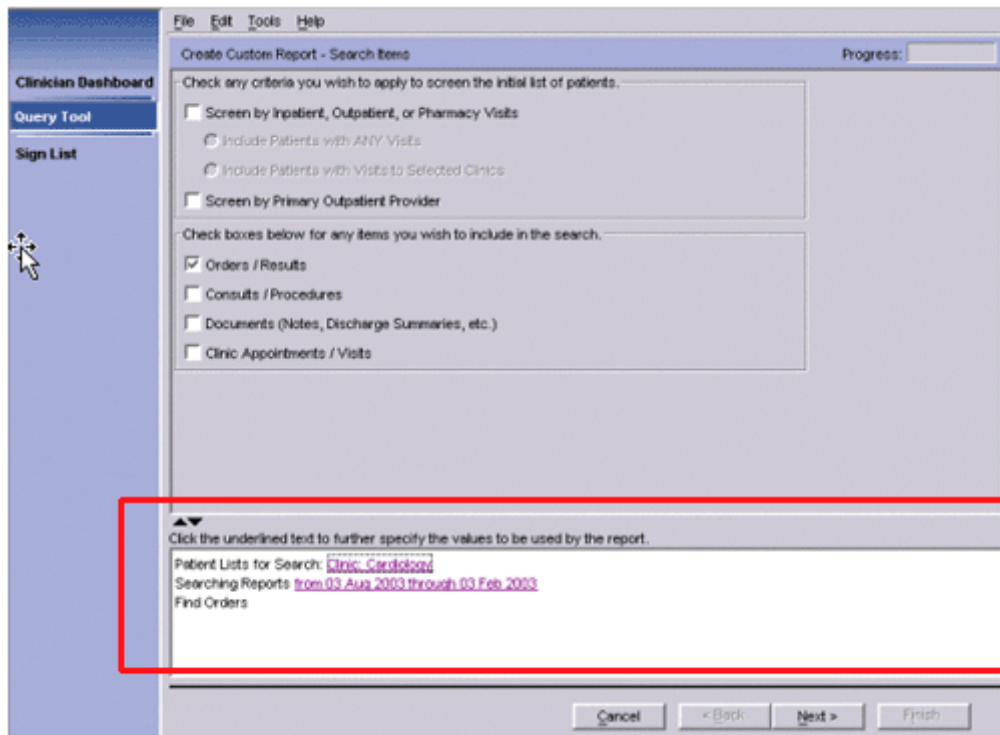 File Edit Tools Help
Create Custom Report - Search Items Progress:
Clinician Dashboard
Query Tool
Sign List
Check any criteria you wish to apply to screen the initial list of patients.
Screen by Inpatient, Outpatient, or Pharmacy Visits
Include Patients with ANY Visits
Include Patients with Visits to Selected Clinics
Screen by Primary Outpatient Provider
Check boxes below for any items you wish to include in the search.
Orders / Results
Consults / Procedures
Documents (Notes, Discharge Summaries, etc.)
Clinic Appointments / Visits
Click the underlined text to further specify the values to be used by the report.
Patient Lists for Search: Clinic: Cardiology
Searching Reports from 03 Aug 2003 through 03 Feb 2003
Find Orders
Cancel < Back Next > Finish